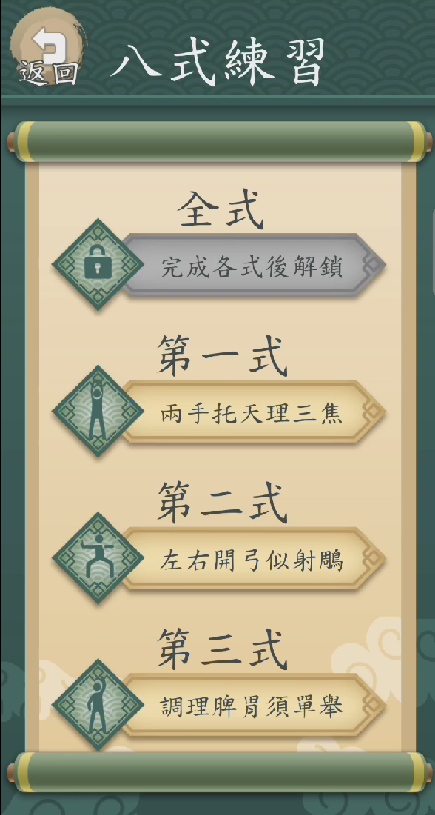 返回
八式練習
全式
完成各式後解鎖
第一式
兩手托天理三焦
第二式
左右開弓似射鵰
第三式
調理脾胃須單舉